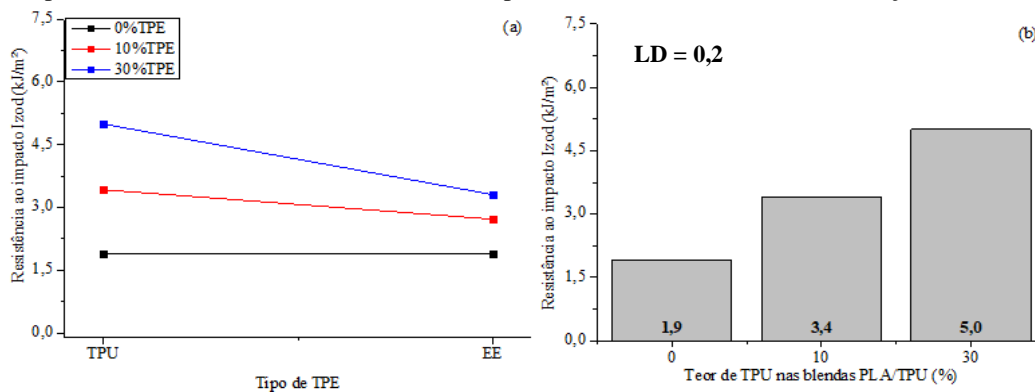 7,5
6,0
4,5
3,0
1,5
0,0
Resistência ao impacto Izod (kJ/m²)
0%TPE
10%TPE
30%TPE
(a)
TPU
EE
Tipo de TPE
7,5
6,0
4,5
3,0
1,5
0,0
Resistência ao impacto Izod (kJ/m²)
LD = 0,2
(b)
1,9
3,4
5,0
0
10
30
Teor de TPU nas blendas PLA/TPU (%)